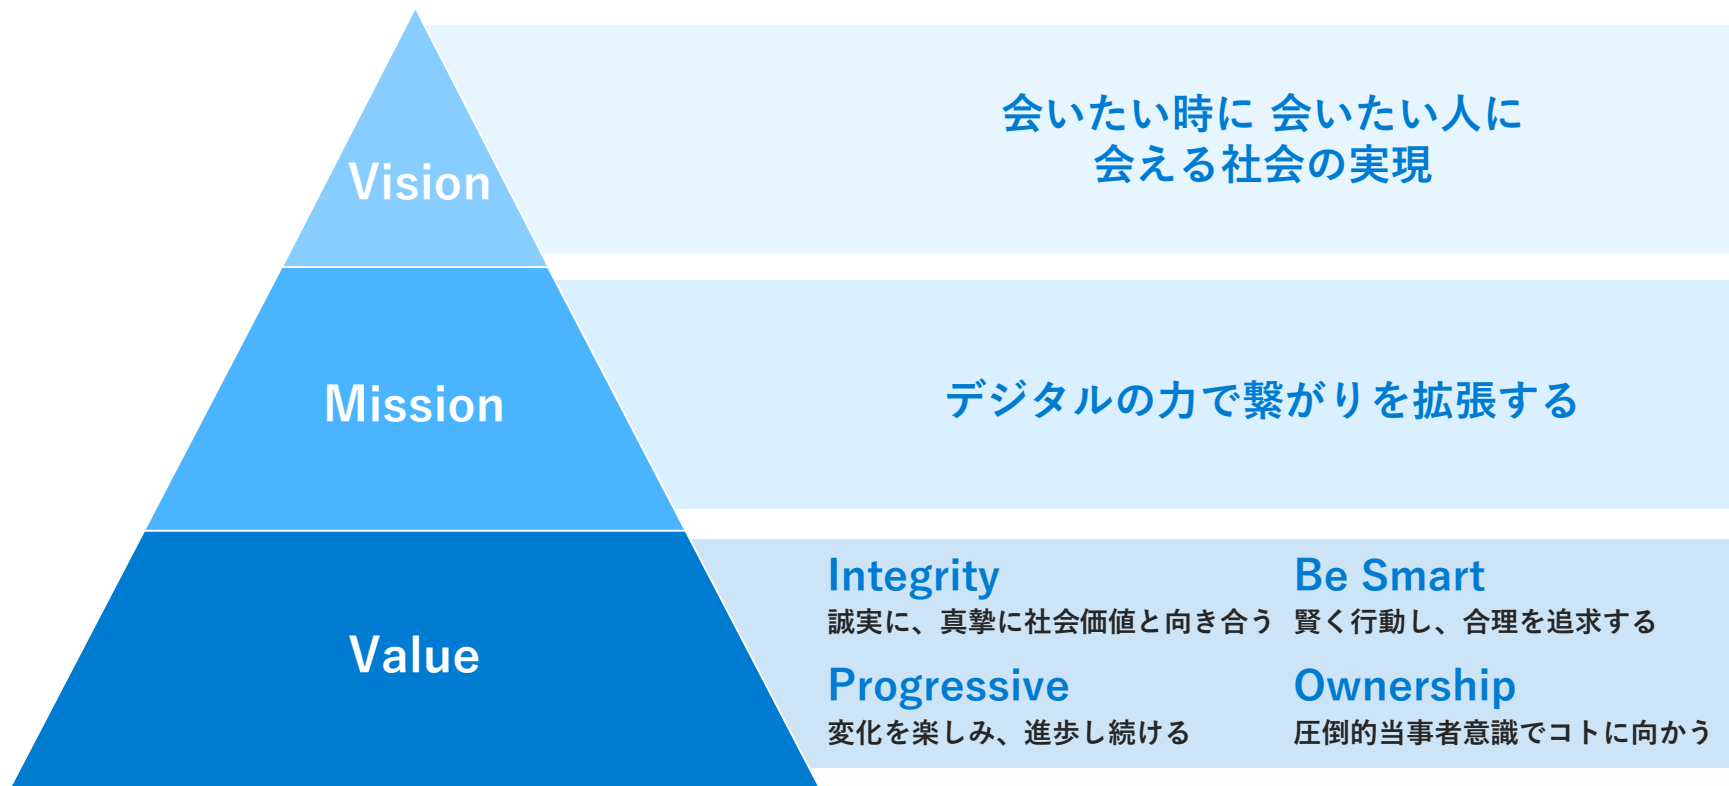 Vision
会いたい時に 会いたい人に
会える社会の実現
Mission
デジタルの力で繋がりを拡張する
Value
Integrity
誠実に、真摯に社会価値と向き合う
Be Smart
賢く行動し、合理を追求する
Progressive
変化を楽しみ、進歩し続ける
Ownership
圧倒的当事者意識でコトに向かう